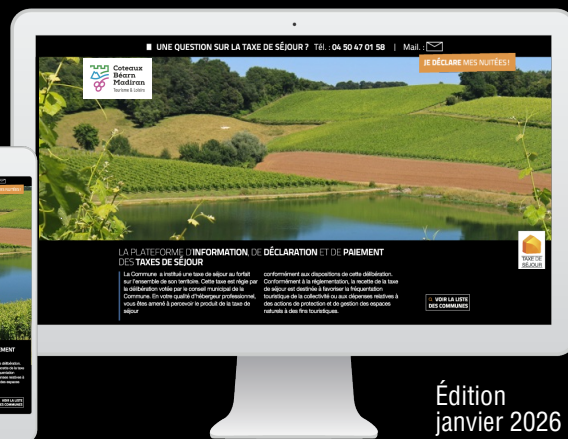 UNE QUESTION SUR LA TAXE DE SÉJOUR ? Tél. : 04 50 47 01 58 | Mail. :
JE DÉCLARE MES NUITÉES !
Coteaux
Béarn
Madiran
Tourisme & Loisirs
TAXE DE
SÉJOUR
LA PLATEFORME D'INFORMATION, DE DÉCLARATION ET DE PAIEMENT
DES TAXES DE SÉJOUR
La Commune a institué une taxe de séjour au forfait
sur l'ensemble de son territoire. Cette taxe est régie par
la délibération votée par le conseil municipal de la
Commune. En votre qualité d'hébergeur professionnel,
vous êtes amené à percevoir le produit de la taxe de
séjour
conformément aux dispositions de cette délibération.
Conformément à la réglementation, la recette de la taxe
de séjour est destinée à favoriser la fréquentation
touristique de la collectivité ou aux dépenses relatives à
des actions de protection et de gestion des espaces
naturels à des fins touristiques.
VOIR LA LISTE
DES COMMUNES
Édition
janvier 2026